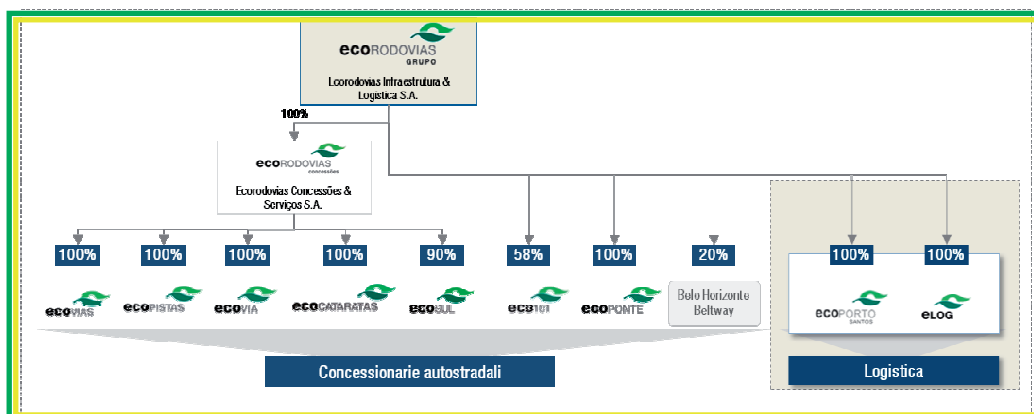 ecoRODOVIAS
GRUPO
Ecorodovias Infraestrutura &
Logística S.A.
100%
ecoRODOVIAS
concessões
Ecorodovias Concessões &
Serviços S.A.
100% 100% 100% 100% 90% 58% 100% 20% 100% 100%
ecoVIAS ecoPISTAS ecoVIA ecoCATARATAS ecoSUL eco101 ecoPONTE
Belo Horizonte
Beltway
ecoPORTO
SANTOS
eLOG
Concessionarie autostradali
Logistica